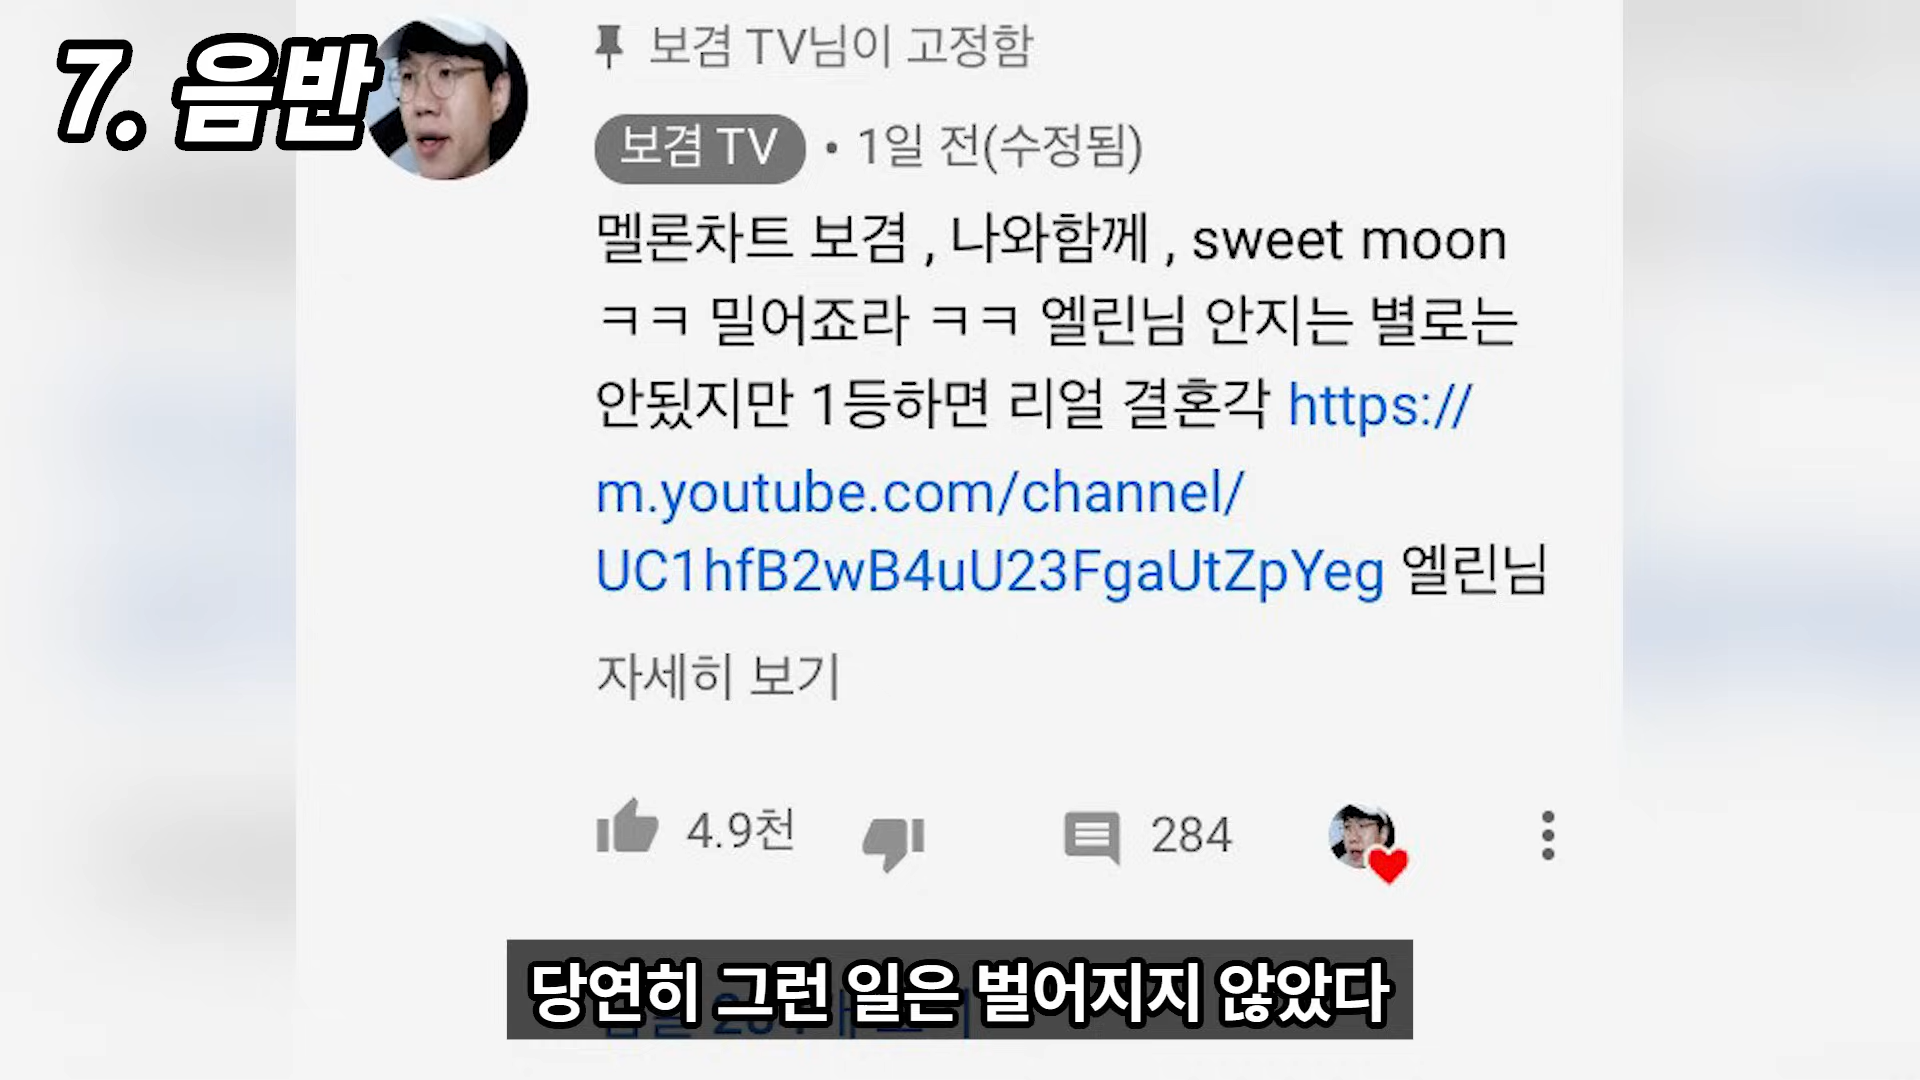 7. 음반
보겸 TV님이 고정함
보겸 TV • 1일 전(수정됨)
멜론차트 보겸 , 나와함께 , sweet moon
ㅋㅋ 밀어죠라 ㅋㅋ 엘린님 안지는 별로는
안됬지만 1등하면 리얼 결혼각 https://
m.youtube.com/channel/
UC1hfB2wB4uU23FgaUtZpYeg 엘린님
자세히 보기
4.9천 284
당연히 그런 일은 벌어지지 않았다